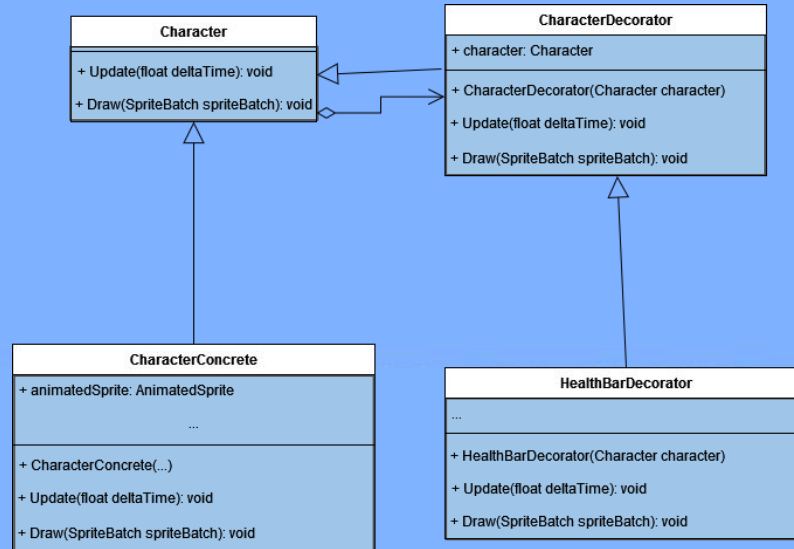 Character
+ Update(float deltaTime): void
+ Draw(SpriteBatch spriteBatch): void
CharacterDecorator
+ character: Character
+ CharacterDecorator(Character character)
+ Update(float deltaTime): void
+ Draw(SpriteBatch spriteBatch): void
CharacterConcrete
+ animatedSprite: AnimatedSprite
...
+ CharacterConcrete(...)
+ Update(float deltaTime): void
+ Draw(SpriteBatch spriteBatch): void
HealthBarDecorator
...
+ HealthBarDecorator(Character character)
+ Update(float deltaTime): void
+ Draw(SpriteBatch spriteBatch): void